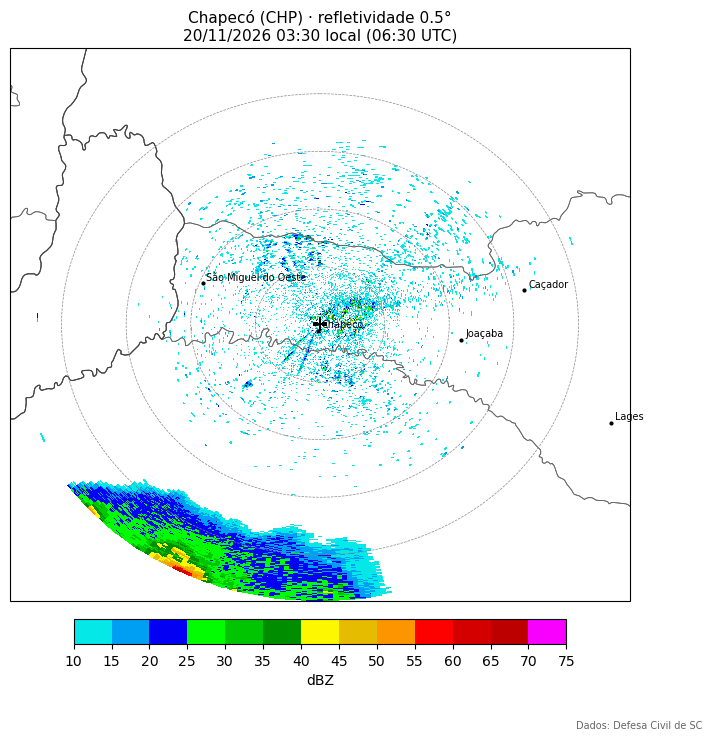 Chapecó (CHP) · refletividade 0.5°
20/11/2026 03:30 local (06:30 UTC)
São Miguel do Oeste
Caçador
Chapecó
Joaçaba
Lages
10 15 20 25 30 35 40 45 50 55 60 65 70 75
dBZ
Dados: Defesa Civil de SC